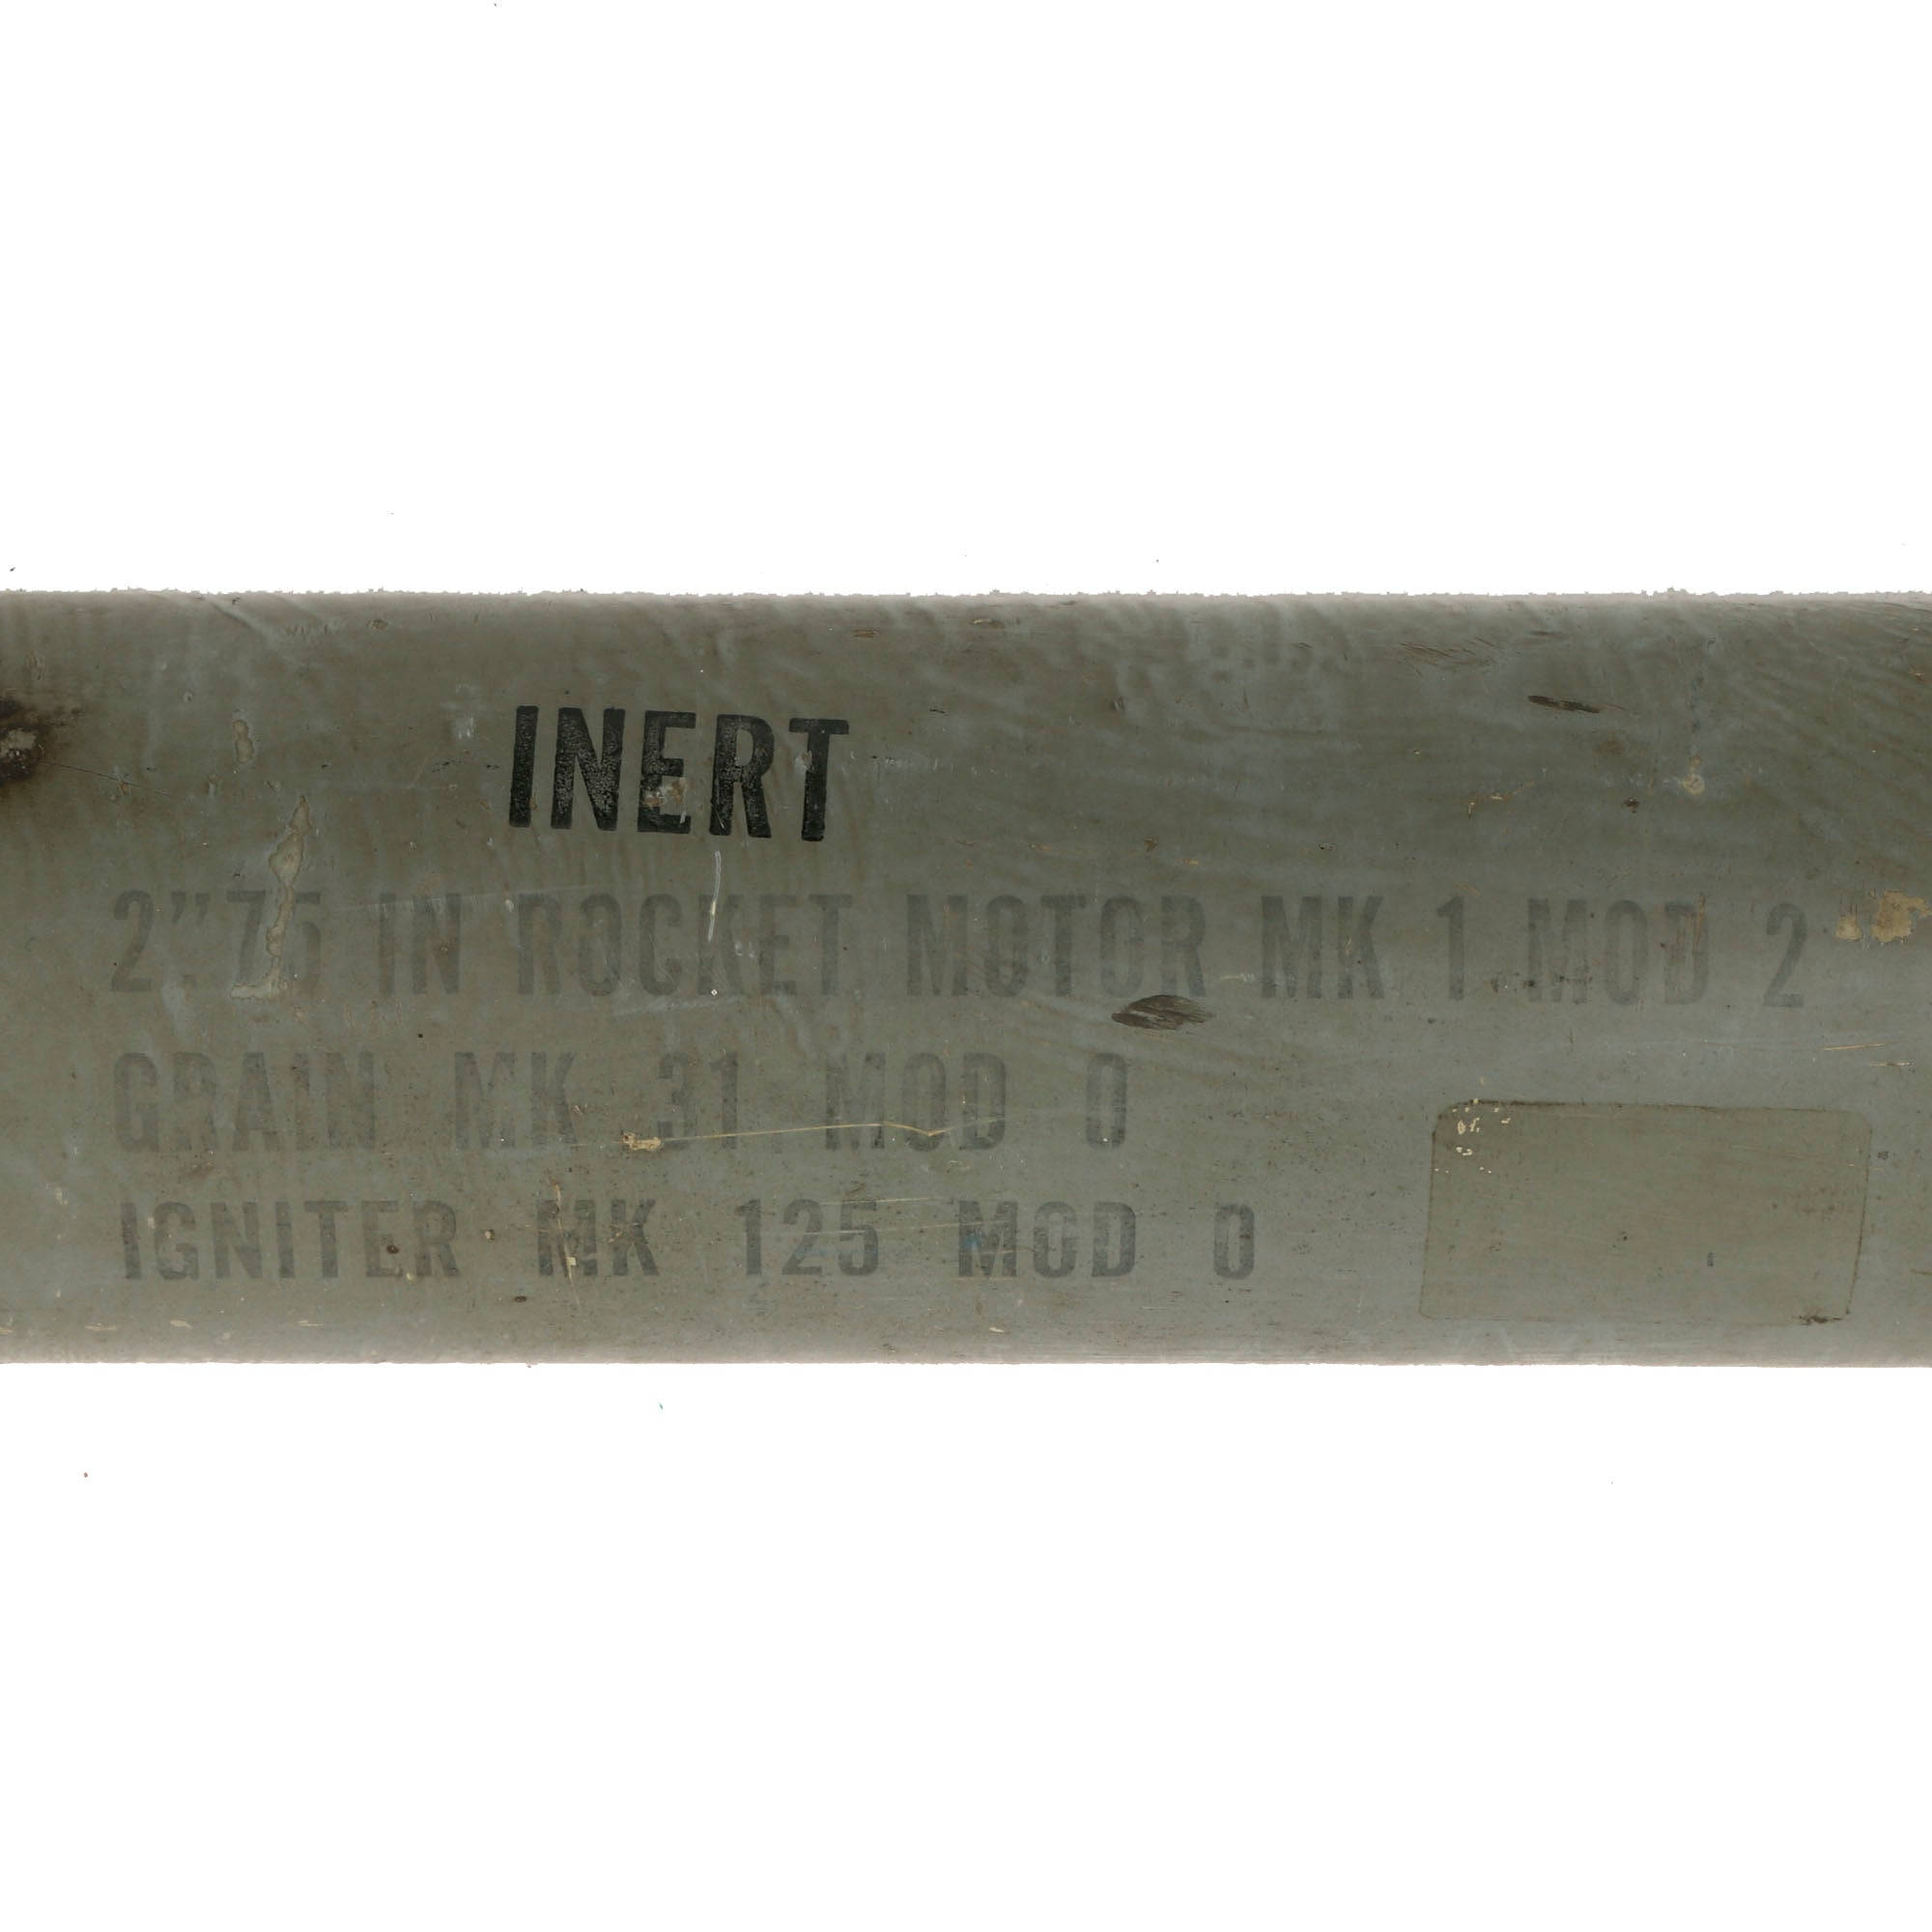 INERT
2".75 IN ROCKET MOTOR MK 1 MOD 2
GRAIN MK 31 MOD 0
IGNITER MK 125 MOD 0